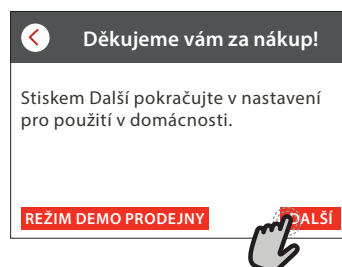 Děkujeme vám za nákup!
Stiskem Další pokračujte v nastavení
pro použití v domácnosti.
REŽIM DEMO PRODEJNY
DALŠÍ